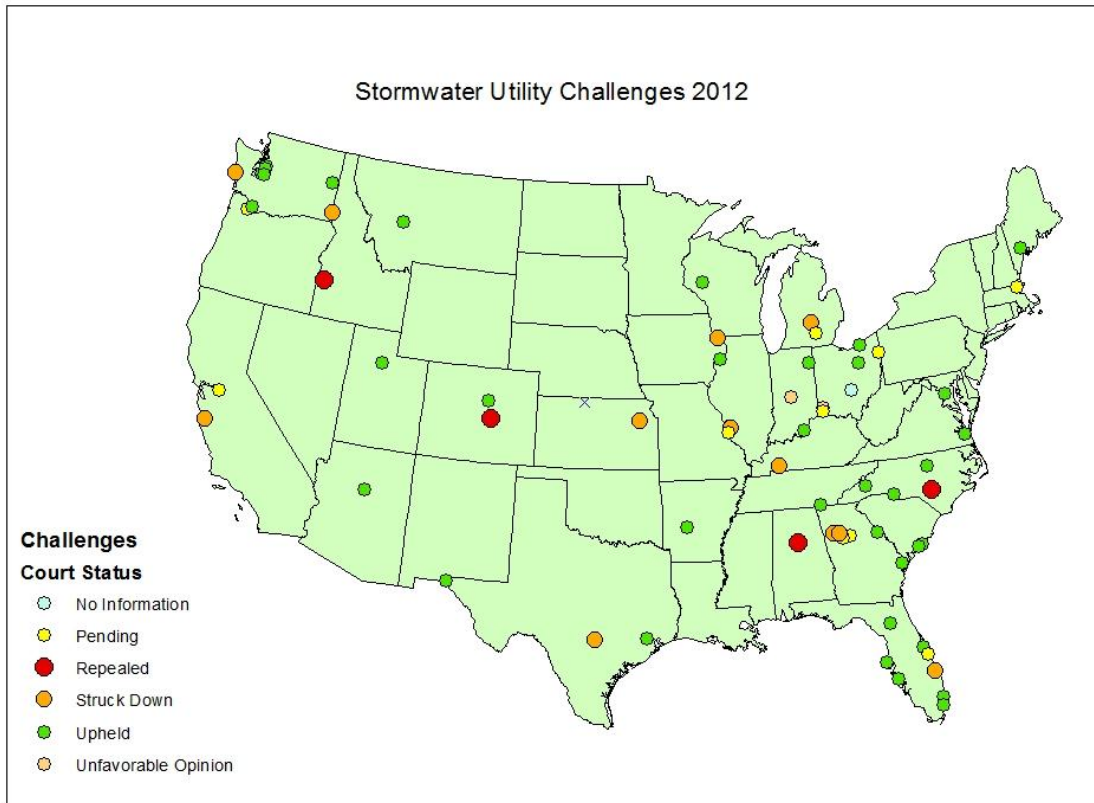 Stormwater Utility Challenges 2012
Challenges
Court Status
No Information
Pending
Repealed
Struck Down
Upheld
Unfavorable Opinion